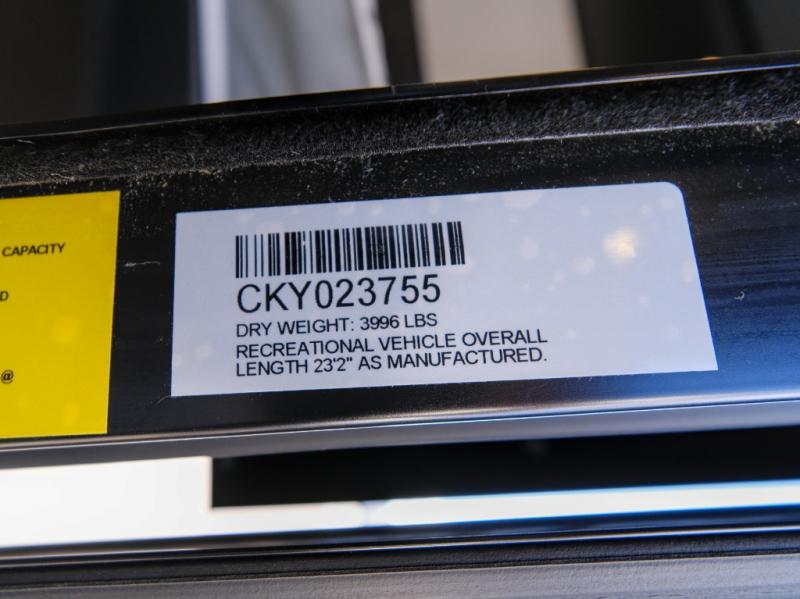 CAPACITY
D
@
CKY023755
DRY WEIGHT: 3996 LBS
RECREATIONAL VEHICLE OVERALL
LENGTH 23'2" AS MANUFACTURED.